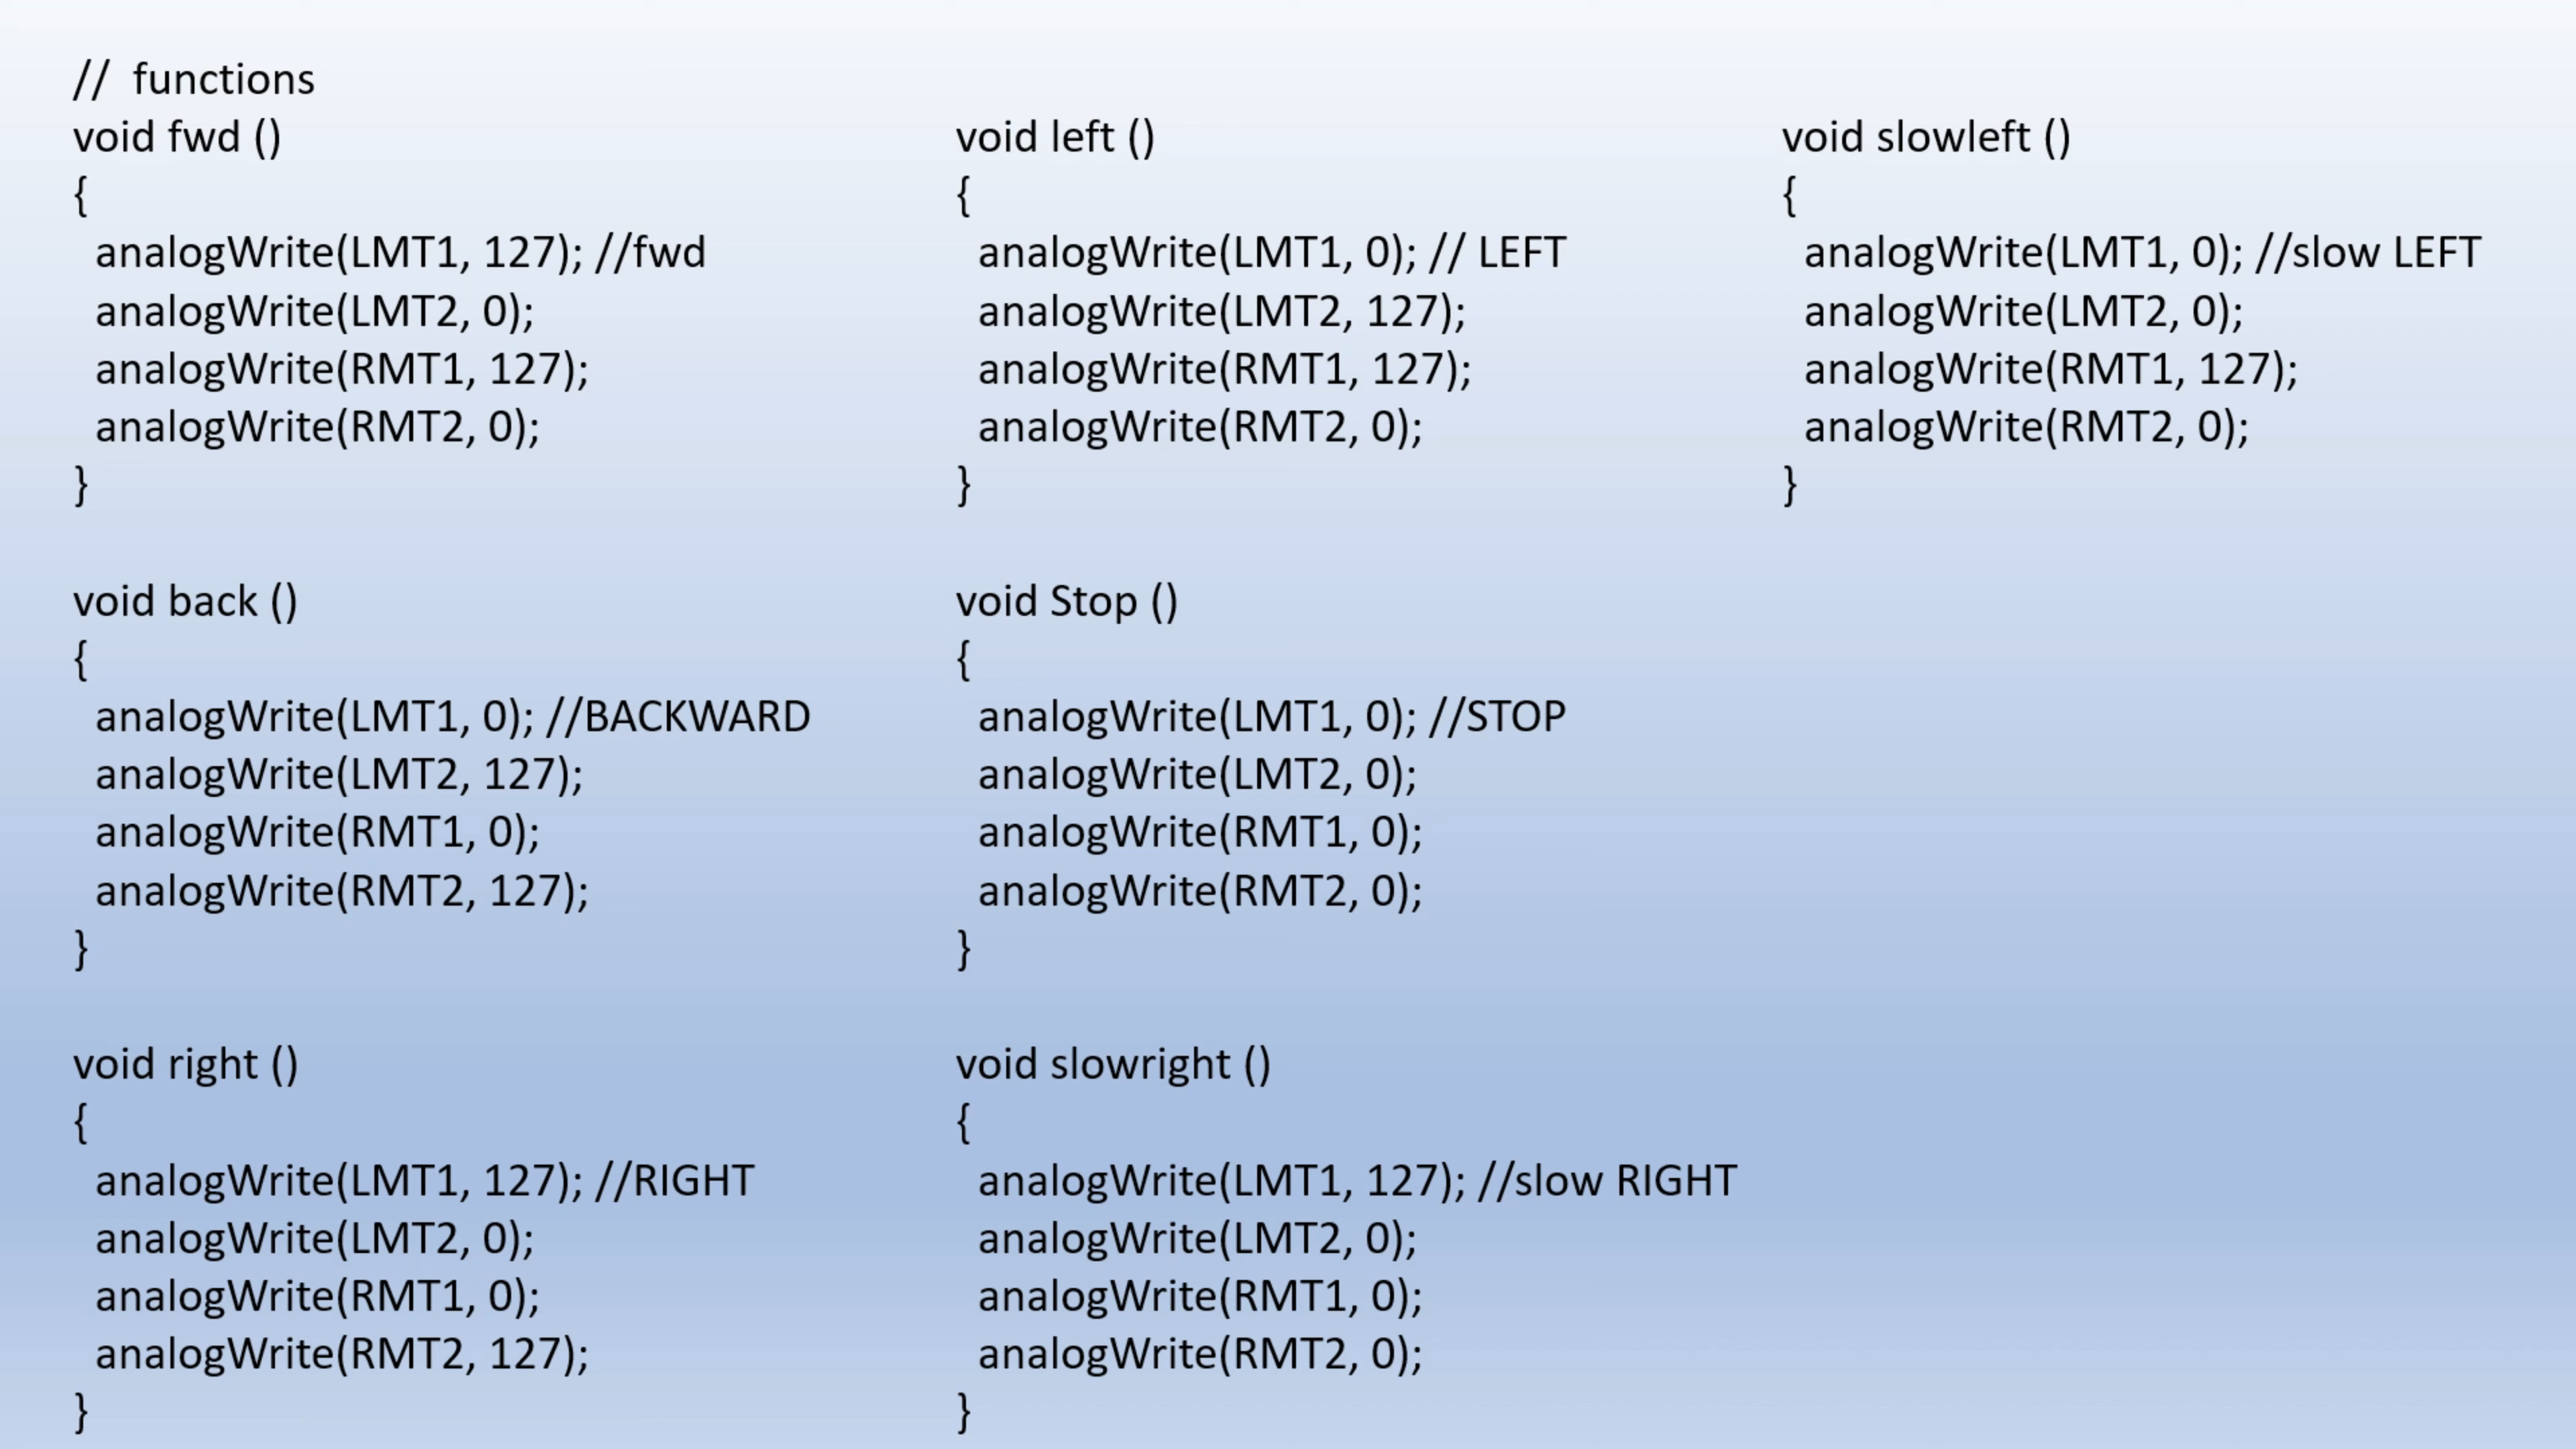 //  functions
void fwd ()
{
  analogWrite(LMT1, 127); //fwd
  analogWrite(LMT2, 0);
  analogWrite(RMT1, 127);
  analogWrite(RMT2, 0);
}

void back ()
{
  analogWrite(LMT1, 0); //BACKWARD
  analogWrite(LMT2, 127);
  analogWrite(RMT1, 0);
  analogWrite(RMT2, 127);
}

void right ()
{
  analogWrite(LMT1, 127); //RIGHT
  analogWrite(LMT2, 0);
  analogWrite(RMT1, 0);
  analogWrite(RMT2, 127);
}

void left ()
{
  analogWrite(LMT1, 0); // LEFT
  analogWrite(LMT2, 127);
  analogWrite(RMT1, 127);
  analogWrite(RMT2, 0);
}

void Stop ()
{
  analogWrite(LMT1, 0); //STOP
  analogWrite(LMT2, 0);
  analogWrite(RMT1, 0);
  analogWrite(RMT2, 0);
}

void slowright ()
{
  analogWrite(LMT1, 127); //slow RIGHT
  analogWrite(LMT2, 0);
  analogWrite(RMT1, 0);
  analogWrite(RMT2, 0);
}

void slowleft ()
{
  analogWrite(LMT1, 0); //slow LEFT
  analogWrite(LMT2, 0);
  analogWrite(RMT1, 127);
  analogWrite(RMT2, 0);
}